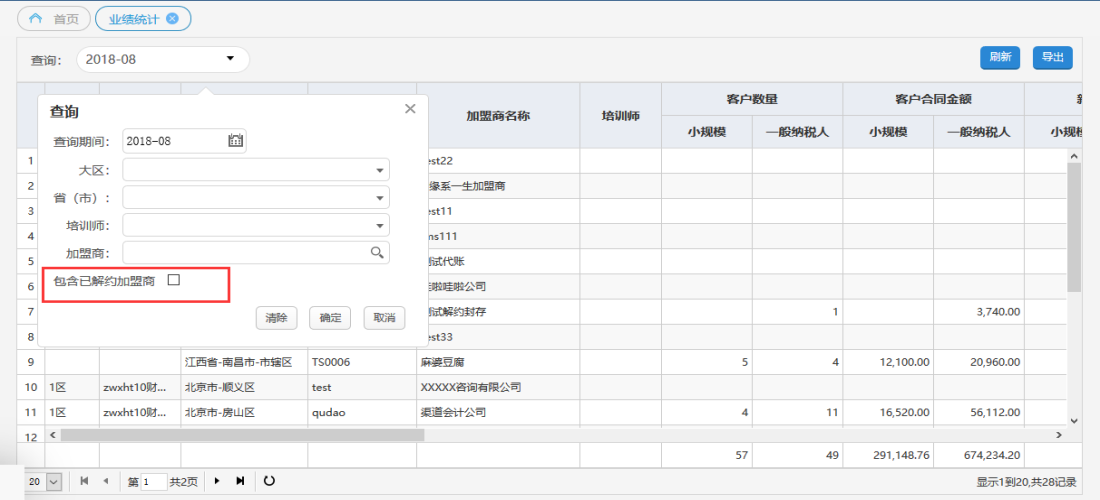 首页 业绩统计
查询: 2018-08 刷新 导出
查询
查询期间: 2018-08
大区:
省（市）:
培训师:
加盟商:
包含已解约加盟商
清除 确定 取消
加盟商名称 培训师 客户数量 客户合同金额
小规模 一般纳税人 小规模 一般纳税人 小规模
1 est22
2 缘系一生加盟商
3 est11
4 ms111
5 测试代账
6 哇啦哇啦公司
7 测试解约封存 1 3,740.00
8 est33
9 江西省-南昌市-市辖区 TS0006 麻婆豆腐 5 4 12,100.00 20,960.00
10 1区 zwxht10财... 北京市-顺义区 test XXXXX咨询有限公司
11 1区 zwxht10财... 北京市-房山区 qudao 渠道会计公司 4 11 16,520.00 56,112.00
12
57 49 291,148.76 674,234.20
20 第 1 共2页 显示1到20,共28记录